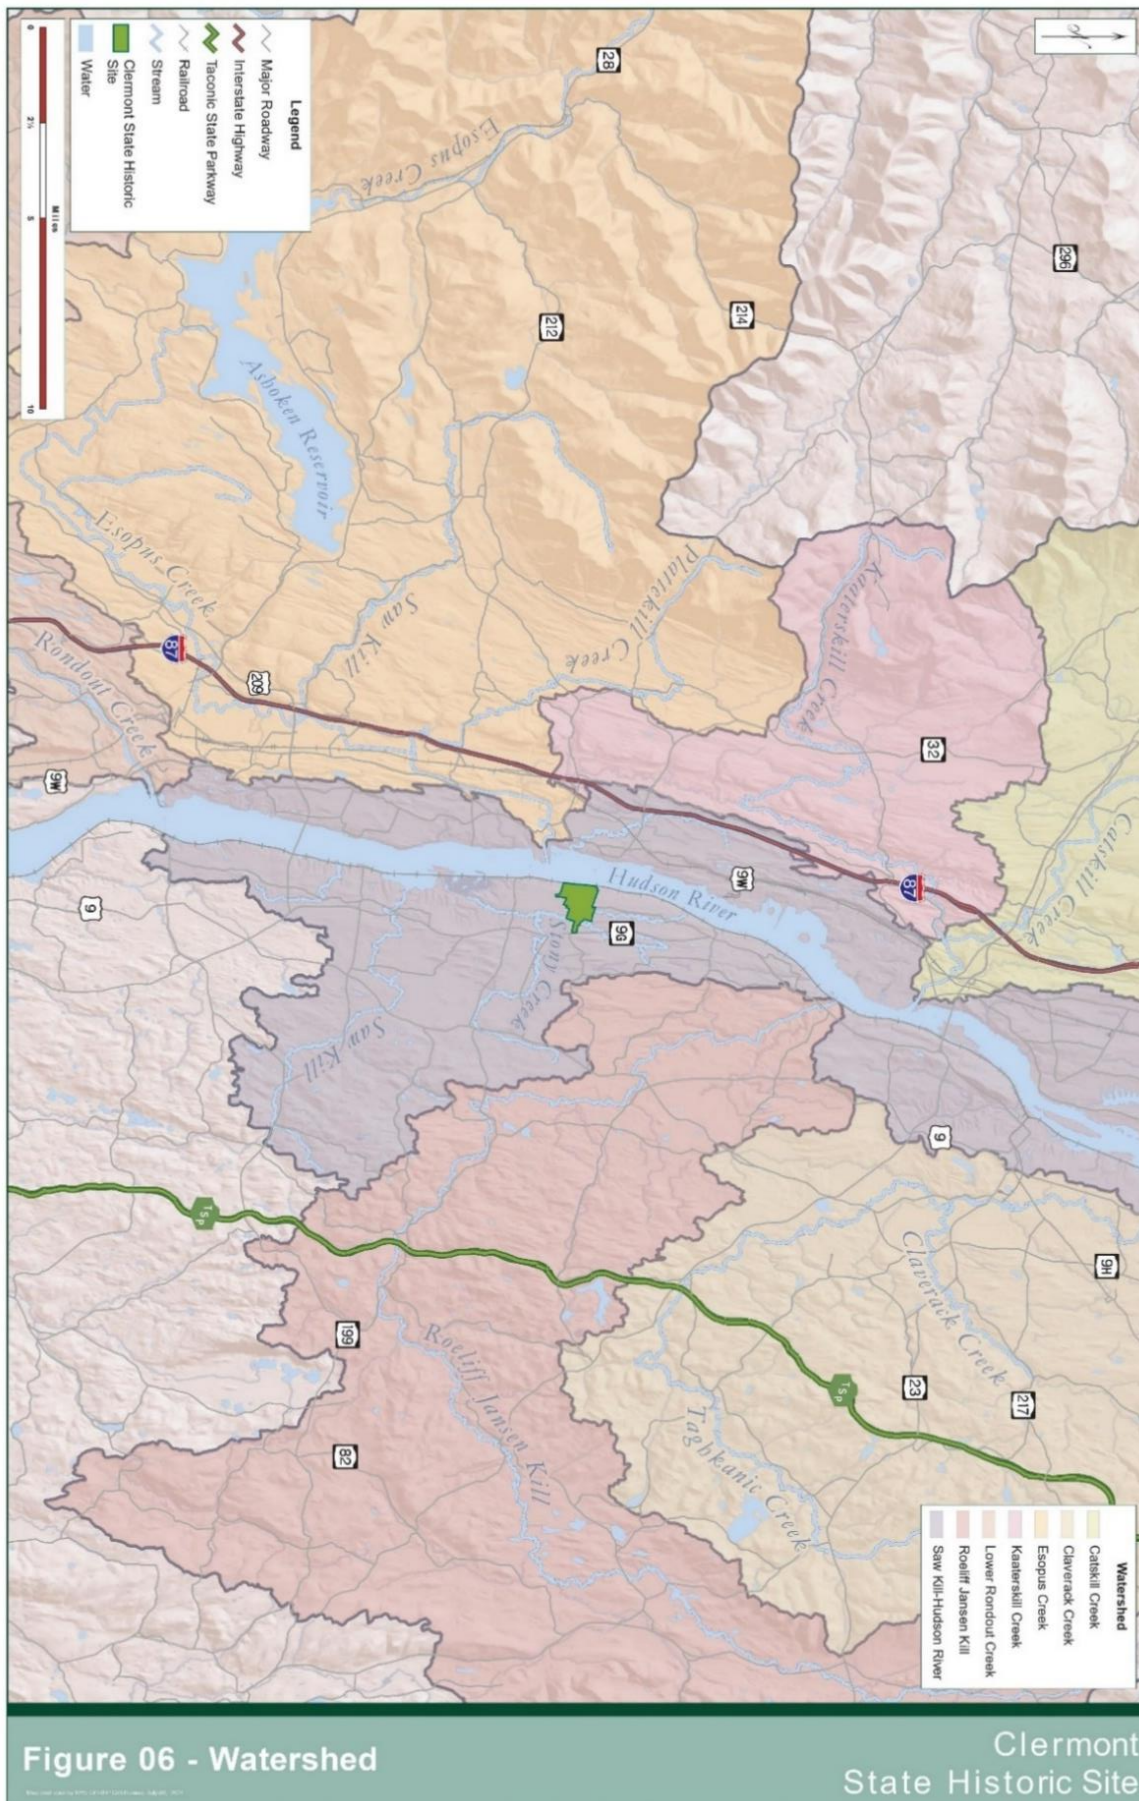 Legend
Major Roadway
Interstate Highway
Taconic State Parkway
Railroad
Stream
Clermont State Historic
Site
Water
0
2½
5
10
Miles
N
28
Esopus Creek
296
214
212
Ashoken Reservoir
Esopus Creek
Saw Kill
Plattekill
Creek
Kaaterskill Creek
Catskill Creek
32
87
209
Rondout Creek
9W
87
9W
Hudson River
9
9G
Stony Creek
Saw Kill
9
9H
Claverack Creek
TSP
199
82
Roeliff Jansen Kill
TSP
23
217
Taghkanic Creek
Watershed
Catskill Creek
Claverack Creek
Esopus Creek
Kaaterskill Creek
Lower Rondout Creek
Roeliff Jansen Kill
Saw Kill-Hudson River
Figure 06 - Watershed
Clermont
State Historic Site